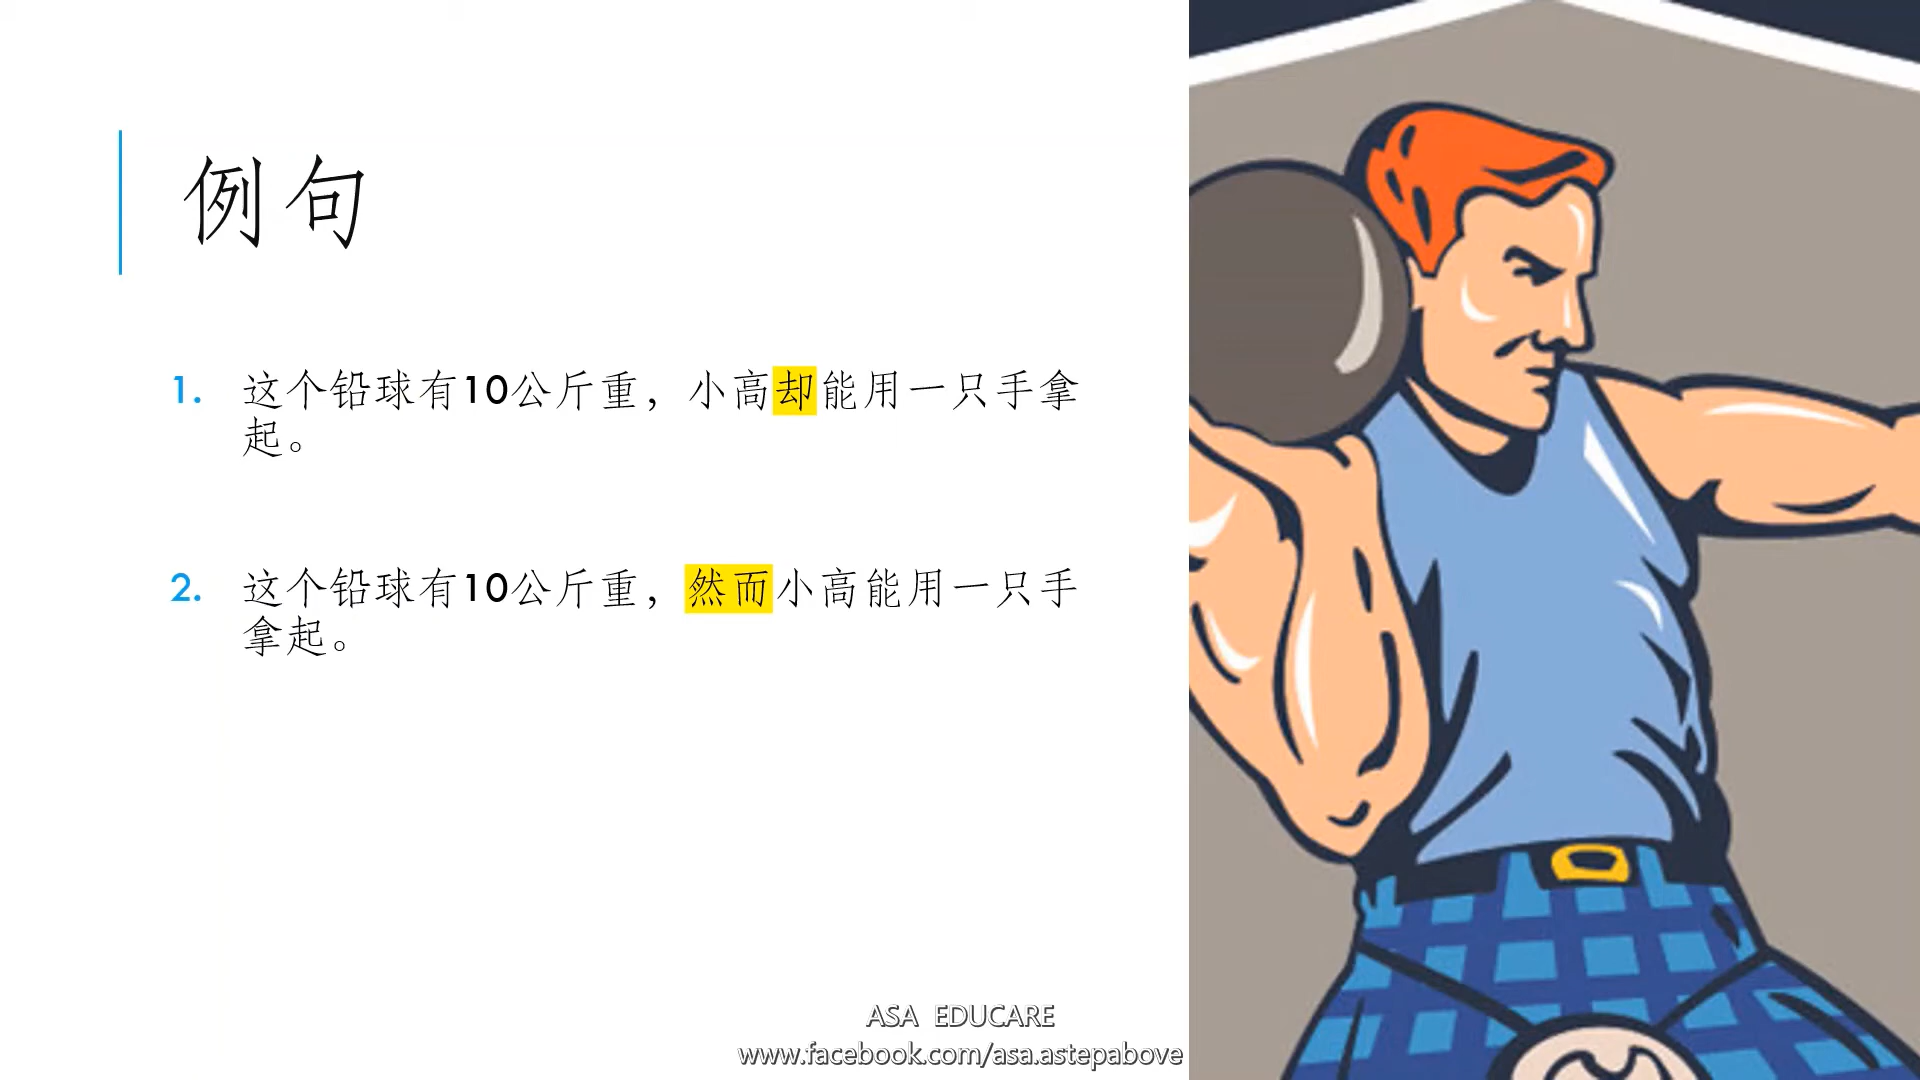 例句
1. 这个铅球有10公斤重，小高却能用一只手拿
起。
2. 这个铅球有10公斤重，然而小高能用一只手
拿起。
ASA EDUCARE
www.facebook.com/asa.astepabove